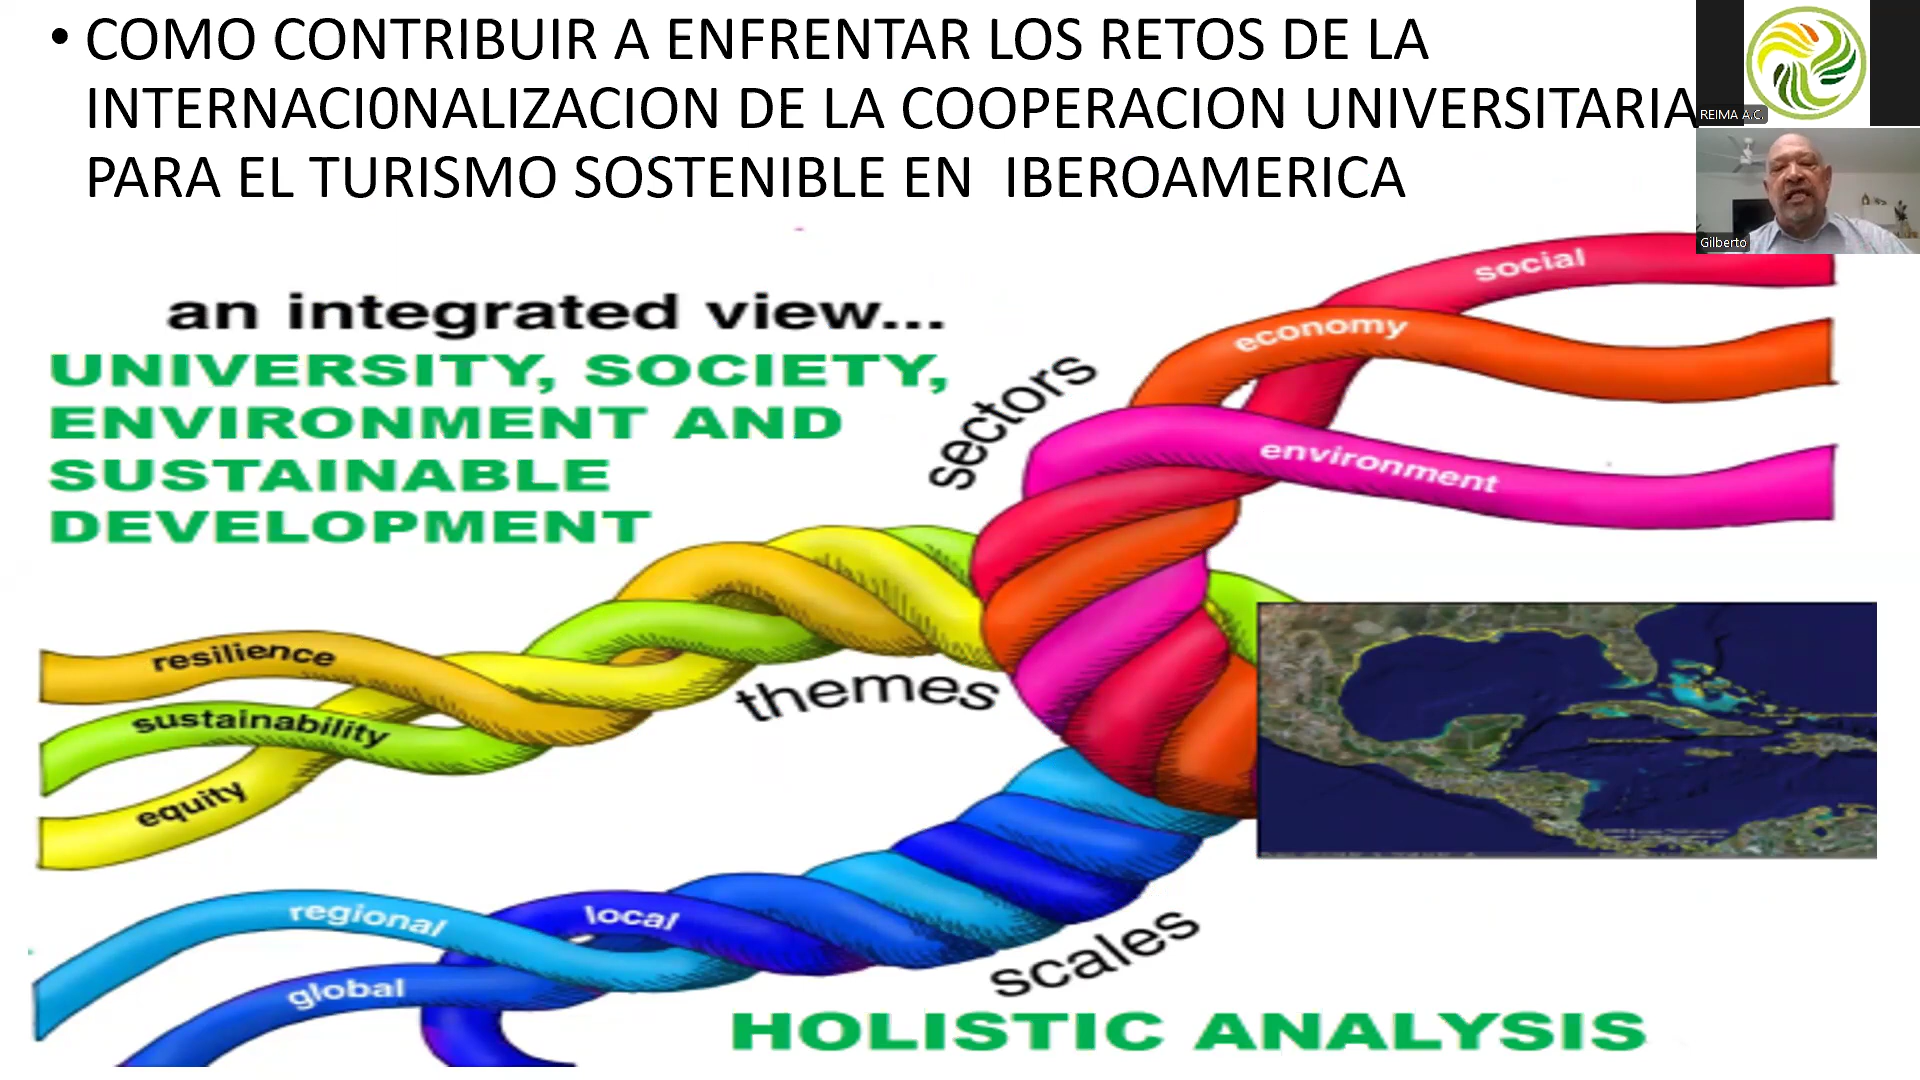 • COMO CONTRIBUIR A ENFRENTAR LOS RETOS DE LA
INTERNACI0NALIZACION DE LA COOPERACION UNIVERSITARIA
PARA EL TURISMO SOSTENIBLE EN IBEROAMERICA
REIMA A.C.
Gilberto
an integrated view...
UNIVERSITY, SOCIETY,
ENVIRONMENT AND
SUSTAINABLE
DEVELOPMENT
sectors
social
economy
environment
resilience
sustainability
equity
themes
regional
local
global
scales
HOLISTIC ANALYSIS